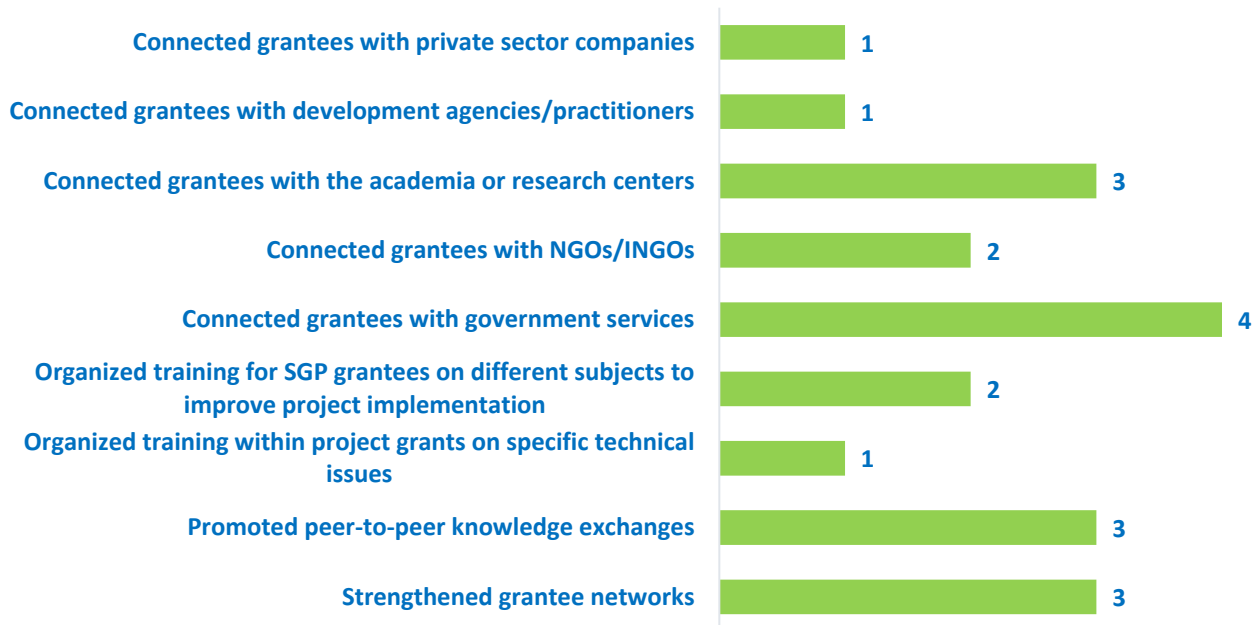 Connected grantees with private sector companies
1
Connected grantees with development agencies/practitioners
1
Connected grantees with the academia or research centers
3
Connected grantees with NGOs/INGOs
2
Connected grantees with government services
4
Organized training for SGP grantees on different subjects to
improve project implementation
2
Organized training within project grants on specific technical
issues
1
Promoted peer-to-peer knowledge exchanges
3
Strengthened grantee networks
3